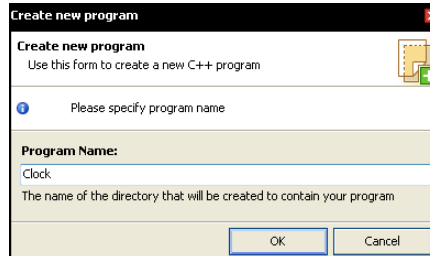 Create new program
Create new program
Use this form to create a new C++ program
Please specify program name
Program Name:
Clock
The name of the directory that will be created to contain your program
OK Cancel